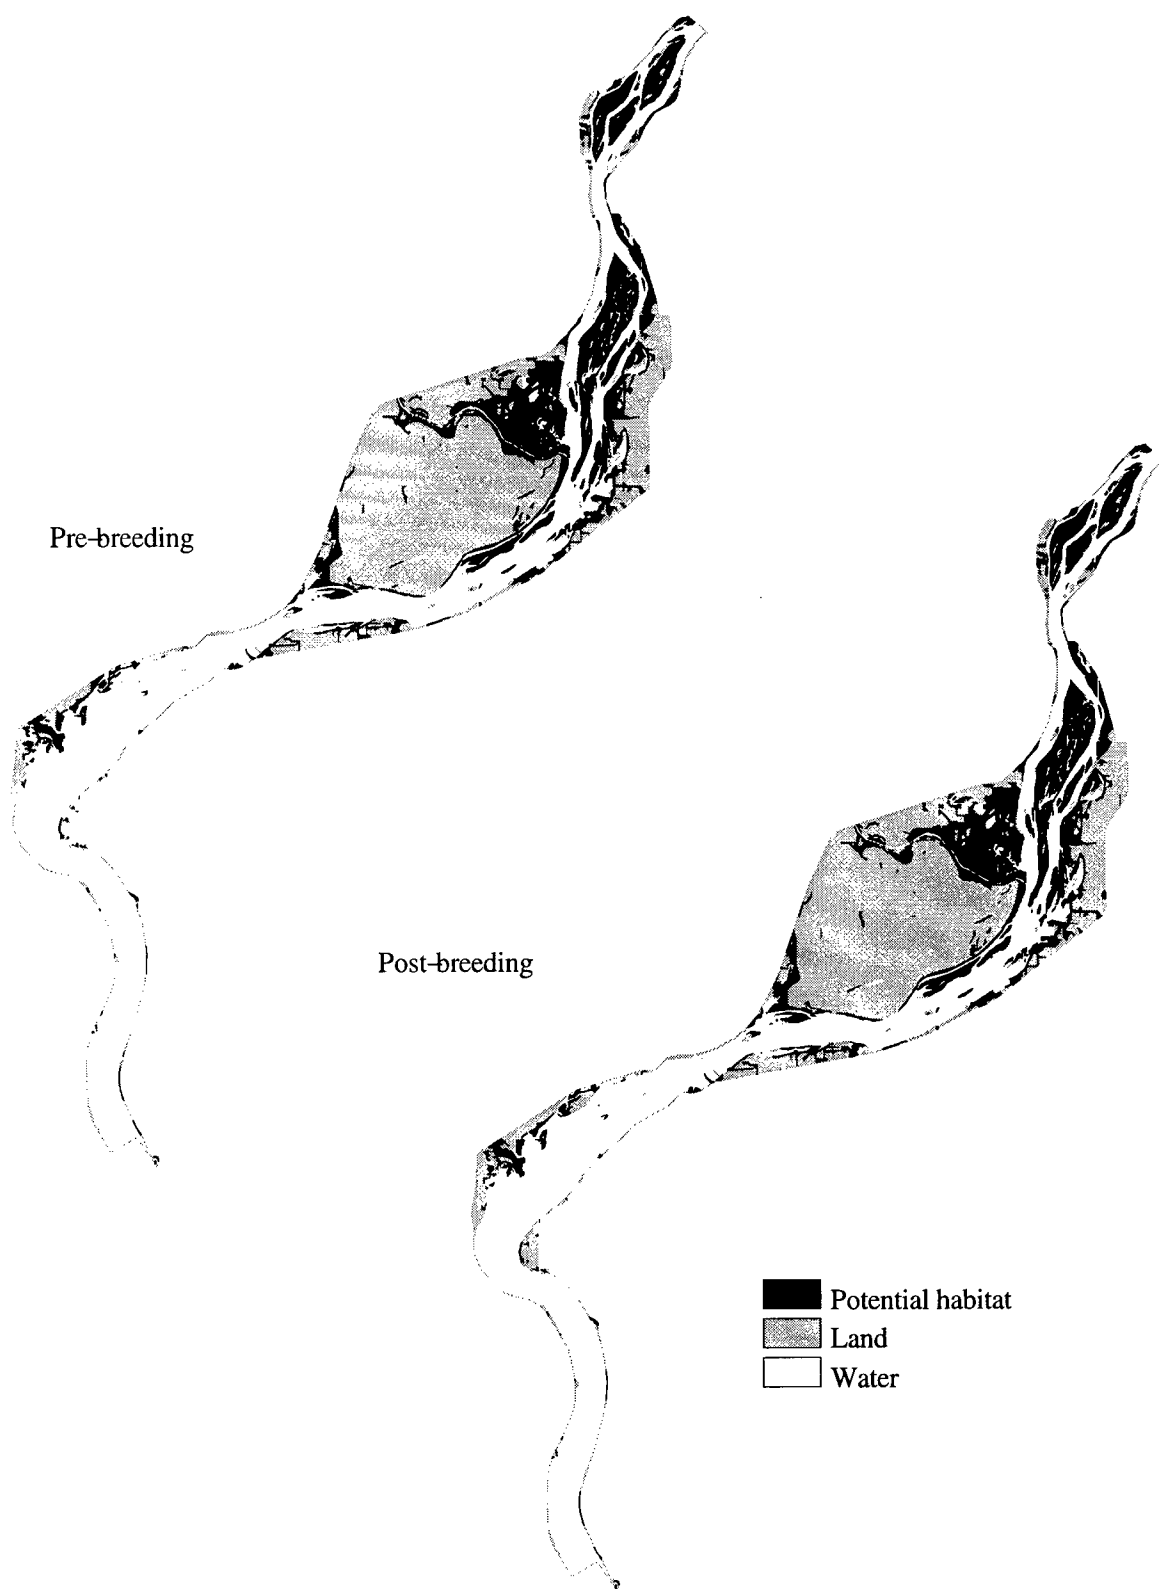 Pre-breeding
Post-breeding
Potential habitat
Land
Water